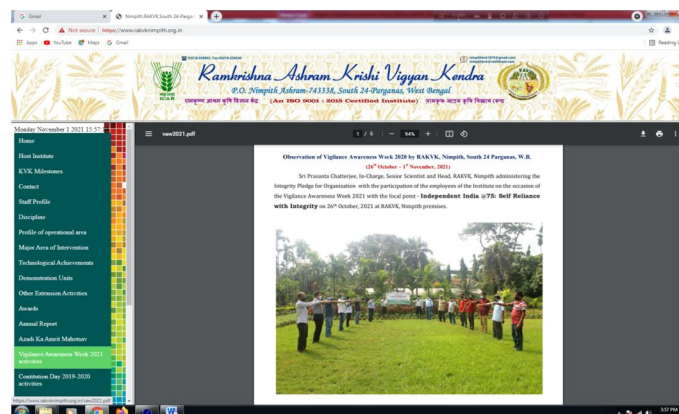 Gmail
Nimpith,RAKVK,South 24-Parga
Not secure | https://www.rakvknimpith.org.in
Apps YouTube Maps Gmail
Reading l
Ramkrishna Ashram Krishi Vigyan Kendra
P.O. Nimpith Ashram-743338, South 24-Parganas, West Bengal
ICAR
(An ISO 9001 : 2015 Certified Institute)
Monday November 1 2021 15:57
vaw2021.pdf
1 / 5
94%
Home
Host Institute
KVK Milestones
Contact
Staff Profile
Discipline
Profile of operational area
Major Area of Intervention
Technological Achievements
Demonstration Units
Other Extension Activities
Awards
Annual Report
Azadi Ka Amrit Mahotsav
Vigilance Awareness Week 2021
activities
Constitution Day 2019-2020
activities
Observation of Vigilance Awareness Week 2020 by RAKVK, Nimpith, South 24 Parganas, W.B.
(26th October – 1st November, 2021)
Sri Prasanta Chatterjee, In-Charge, Senior Scientist and Head, RAKVK, Nimpith administering the
Integrity Pledge for Organization with the participation of the employees of the Institute on the occasion of
the Vigilance Awareness Week 2021 with the focal point - Independent India @75: Self Reliance
with Integrity on 26th October, 2021 at RAKVK, Nimpith premises.
https://www.rakvknimpith.org.in/vaw2021.pdf
3:57 PM